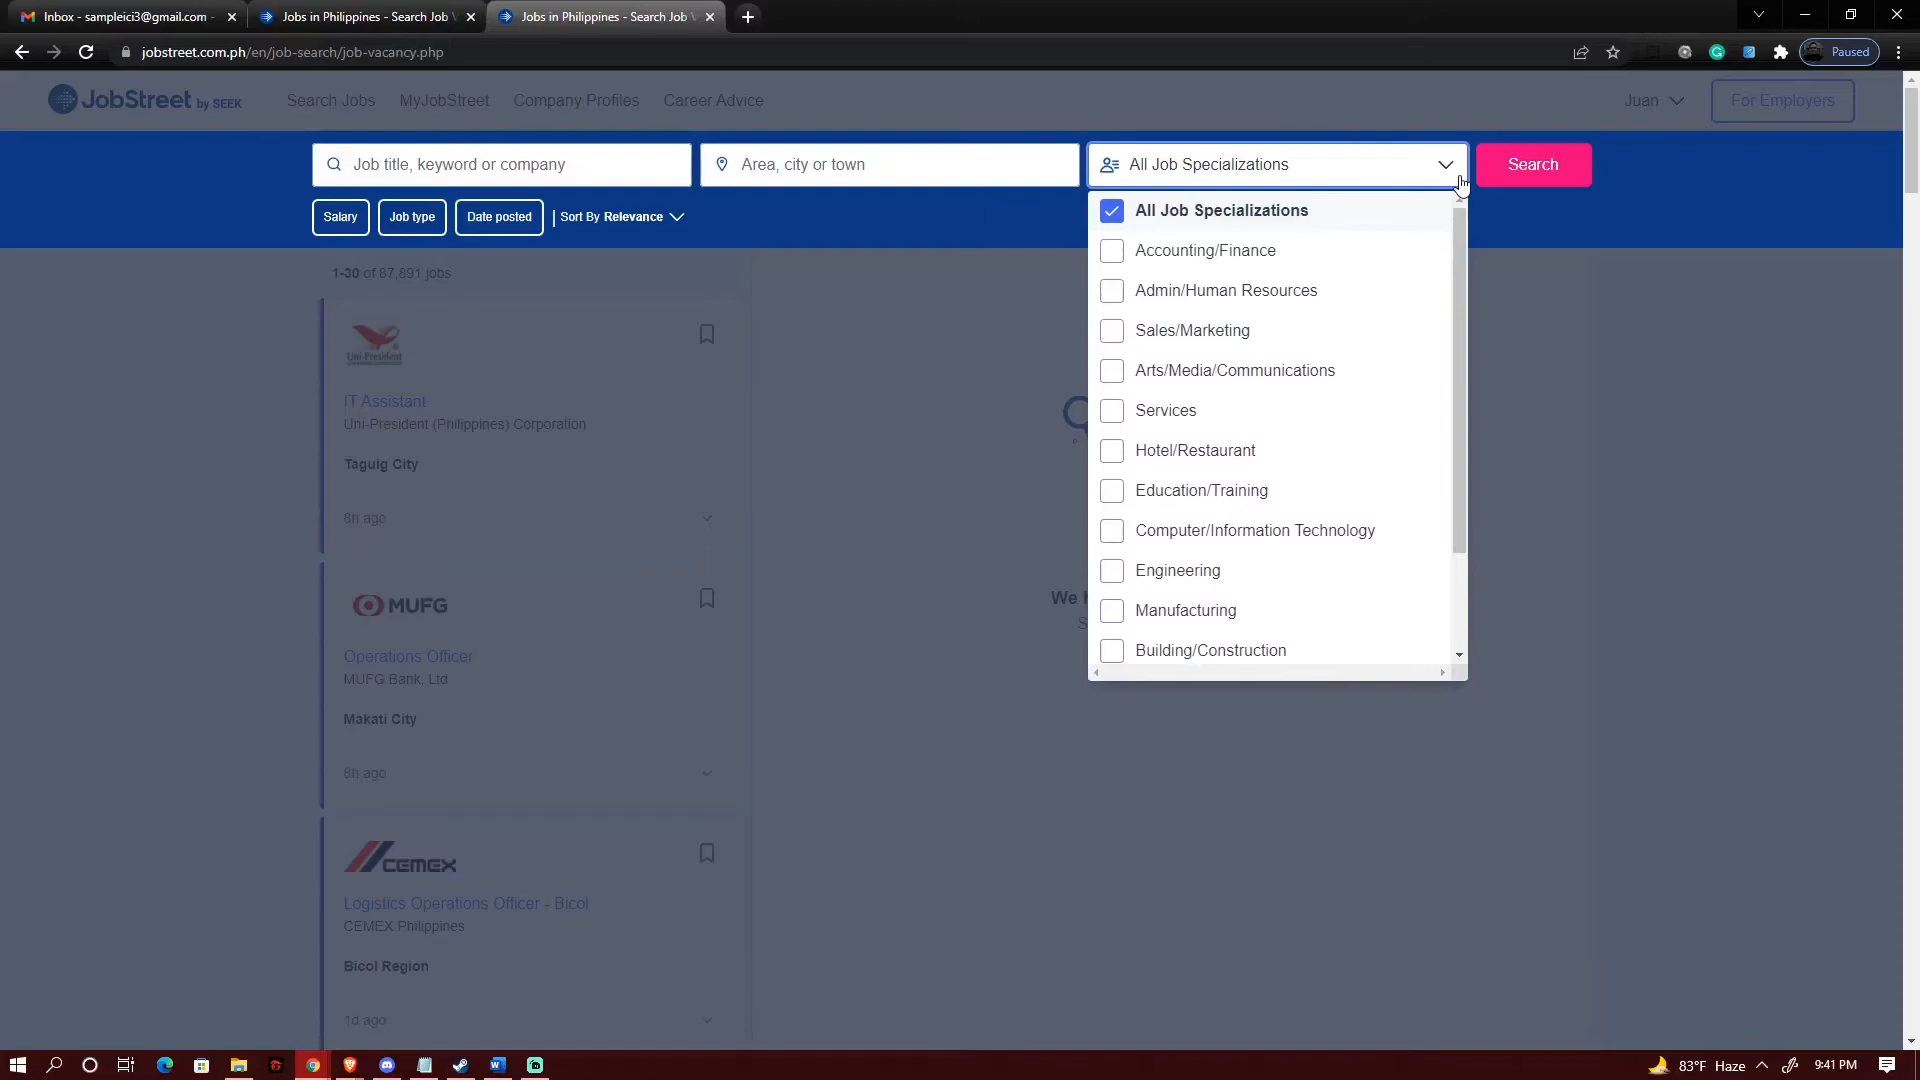 Inbox - sampleici3@gmail.com -
Jobs in Philippines - Search Job V
Jobs in Philippines - Search Job V
jobstreet.com.ph/en/job-search/job-vacancy.php
Paused
JobStreet by SEEK
Search Jobs
MyJobStreet
Company Profiles
Career Advice
Juan
For Employers
Job title, keyword or company
Area, city or town
All Job Specializations
Search
Salary
Job type
Date posted
Sort By Relevance
All Job Specializations
Accounting/Finance
Admin/Human Resources
Sales/Marketing
Arts/Media/Communications
Services
Hotel/Restaurant
Education/Training
Computer/Information Technology
Engineering
Manufacturing
Building/Construction
1-30 of 87,891 jobs
Uni-President
IT Assistant
Uni-President (Philippines) Corporation
Taguig City
8h ago
MUFG
Operations Officer
MUFG Bank, Ltd
Makati City
8h ago
We
CEMEX
Logistics Operations Officer - Bicol
CEMEX Philippines
Bicol Region
1d ago
83°F Haze
9:41 PM